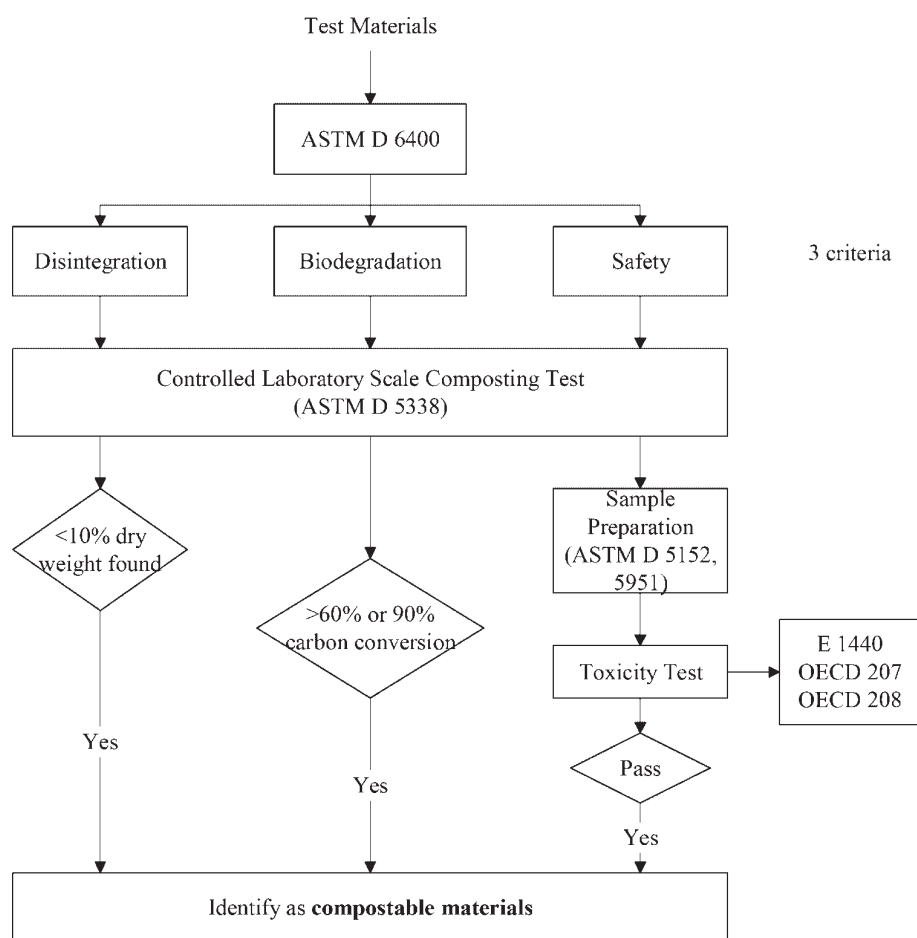 Test Materials
ASTM D 6400
Disintegration
Biodegradation
Safety
3 criteria
Controlled Laboratory Scale Composting Test
(ASTM D 5338)
<10% dry
weight found
>60% or 90%
carbon conversion
Sample
Preparation
(ASTM D 5152,
5951)
Toxicity Test
E 1440
OECD 207
OECD 208
Pass
Yes
Yes
Yes
Identify as compostable materials